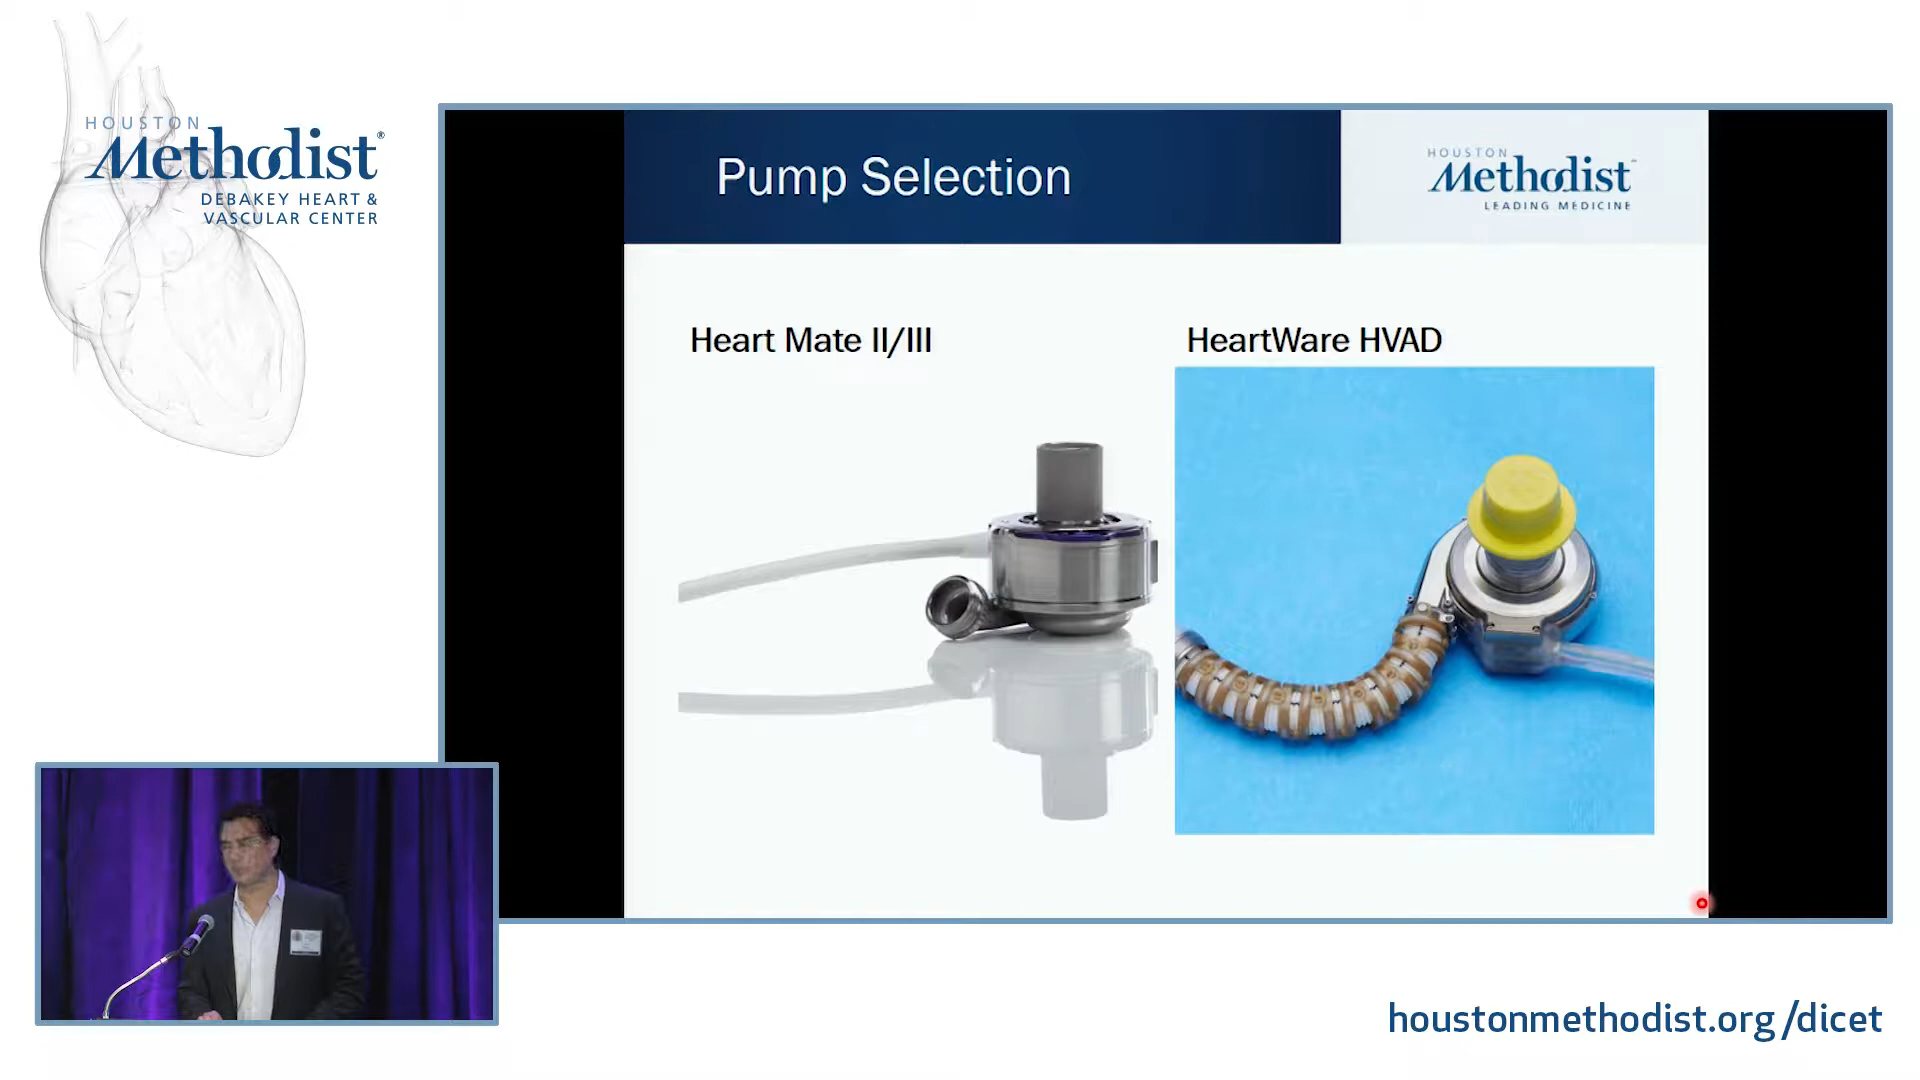 HOUSTON
Methodist®
DEBAKEY HEART &
VASCULAR CENTER
Pump Selection
HOUSTON
Methodist
LEADING MEDICINE
Heart Mate II/III
HeartWare HVAD
houstonmethodist.org/dicet